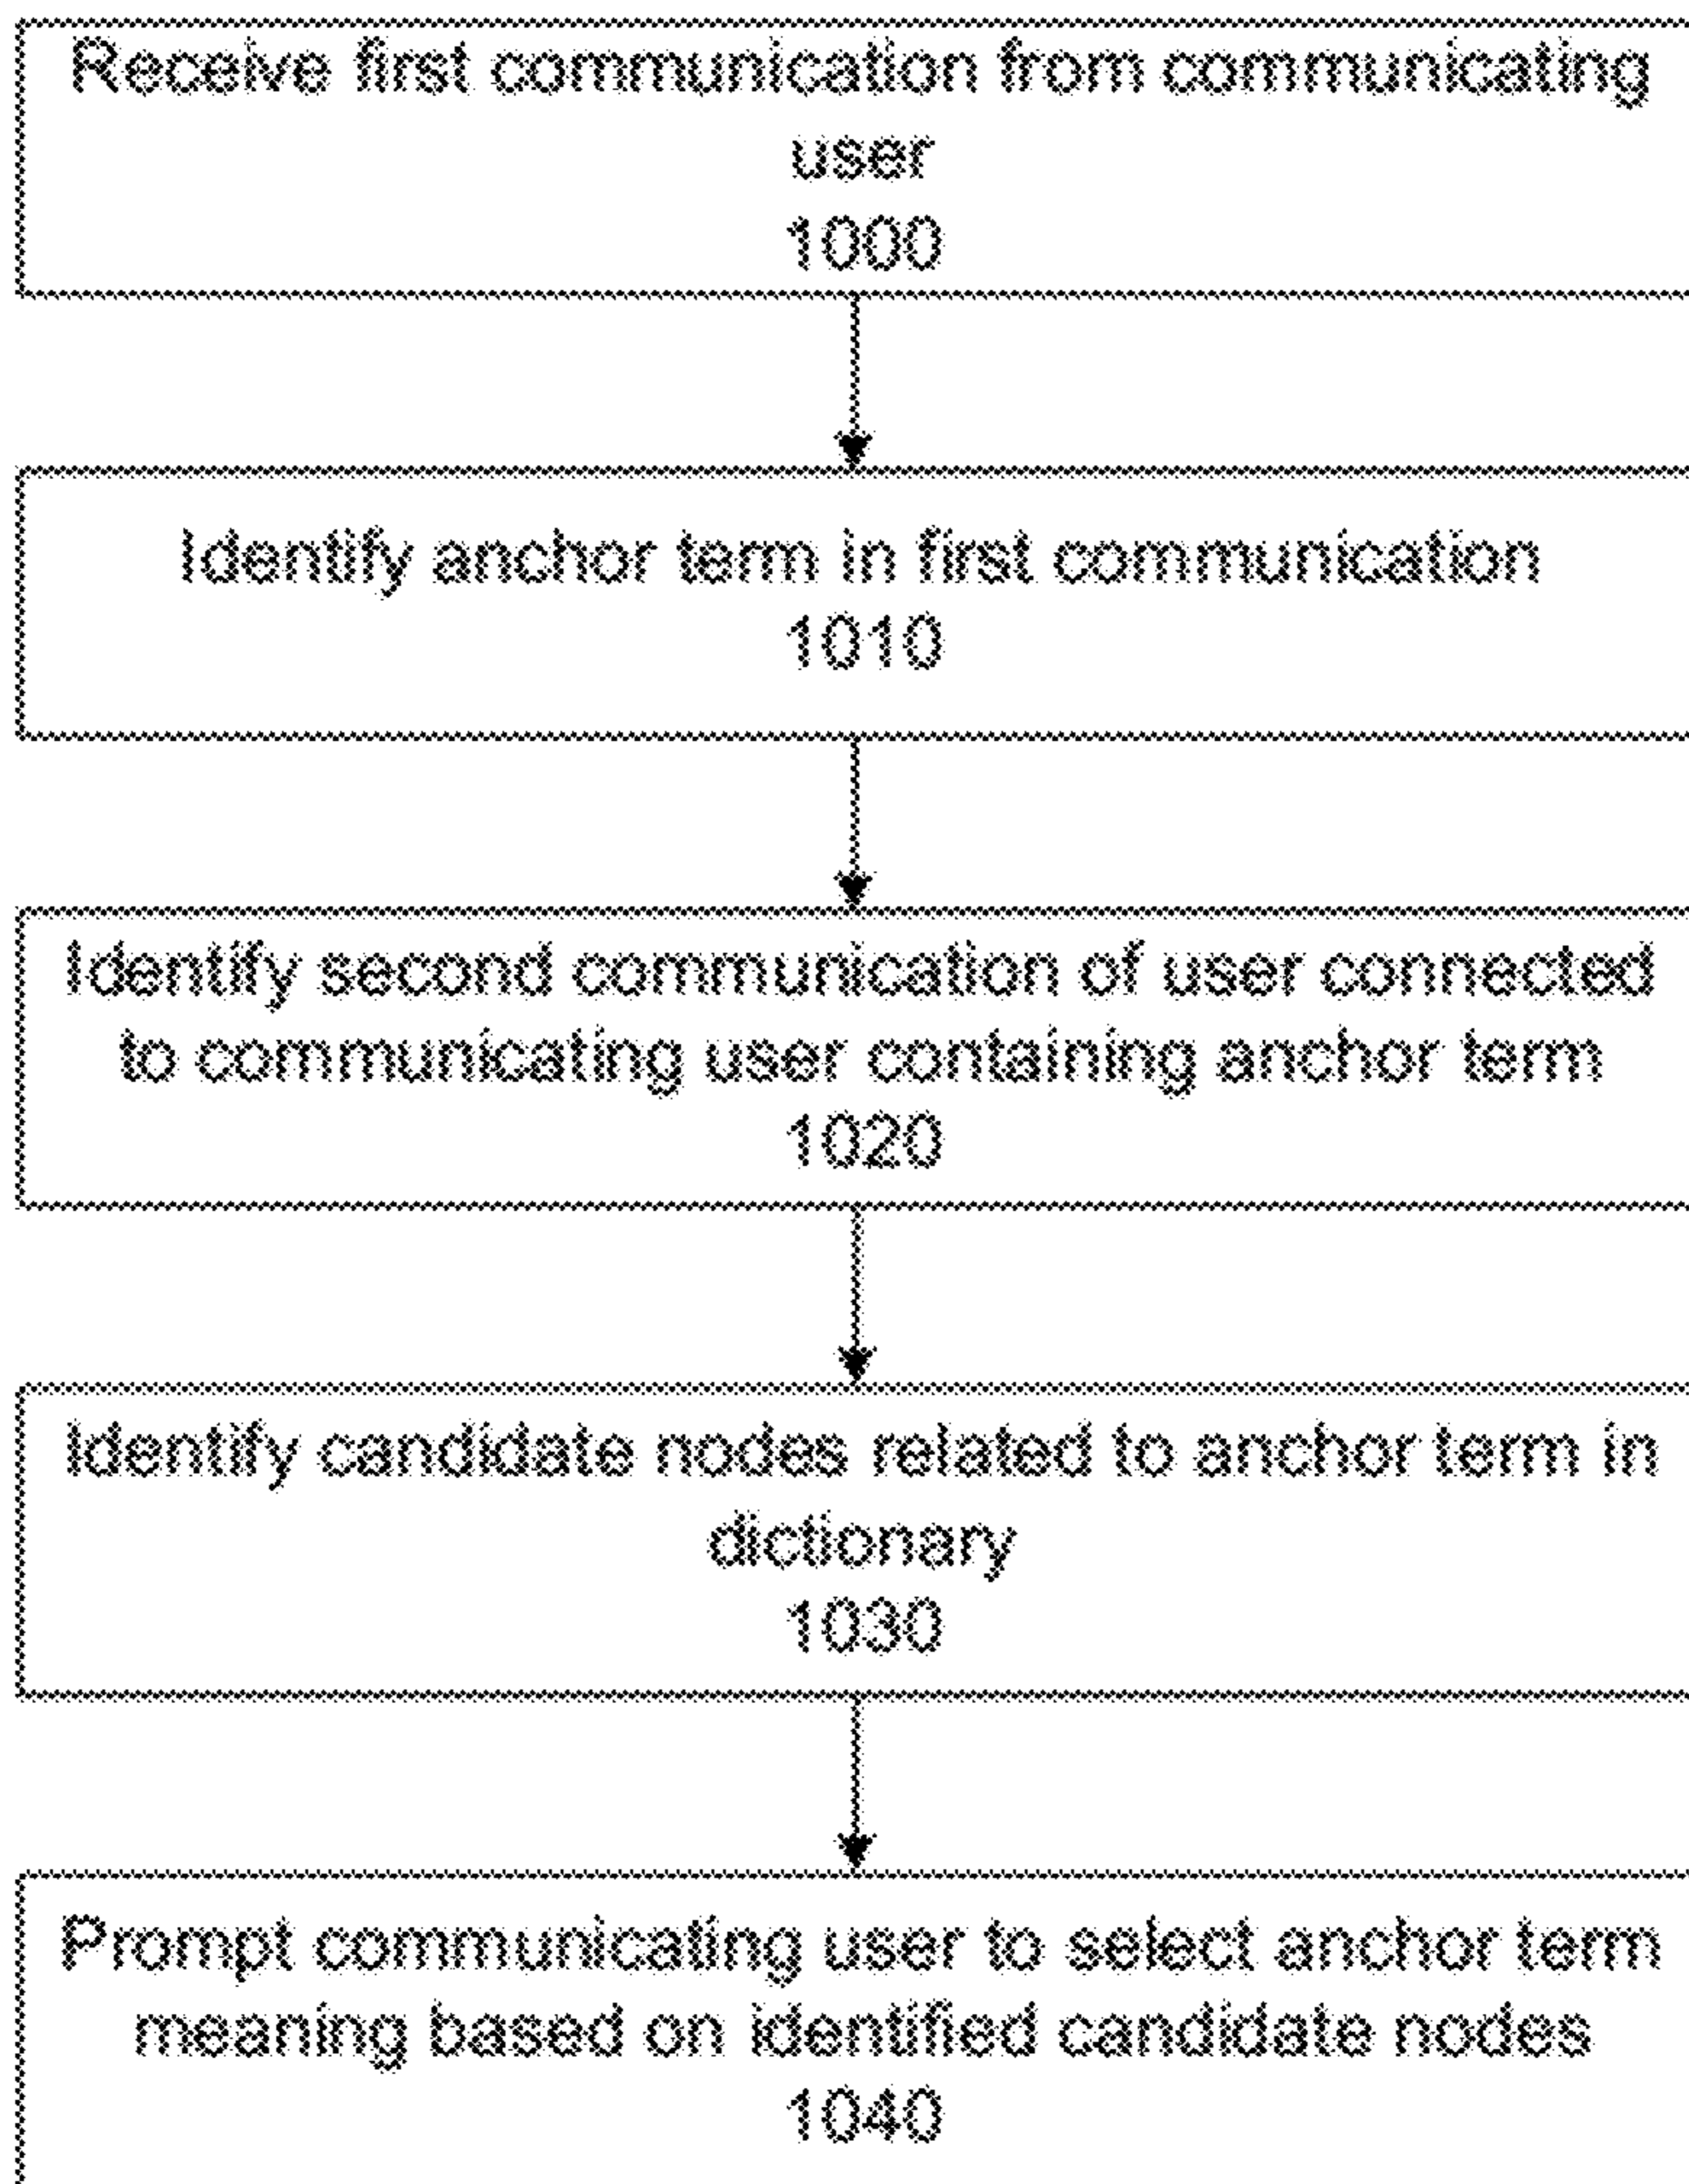 Receive first communication from communicating
user
1000
Identify anchor term in first communication
1010
Identify second communication of user connected
to communicating user containing anchor term
1020
Identify candidate nodes related to anchor term in
dictionary
1030
Prompt communicating user to select anchor term
meaning based on identified candidate nodes
1040